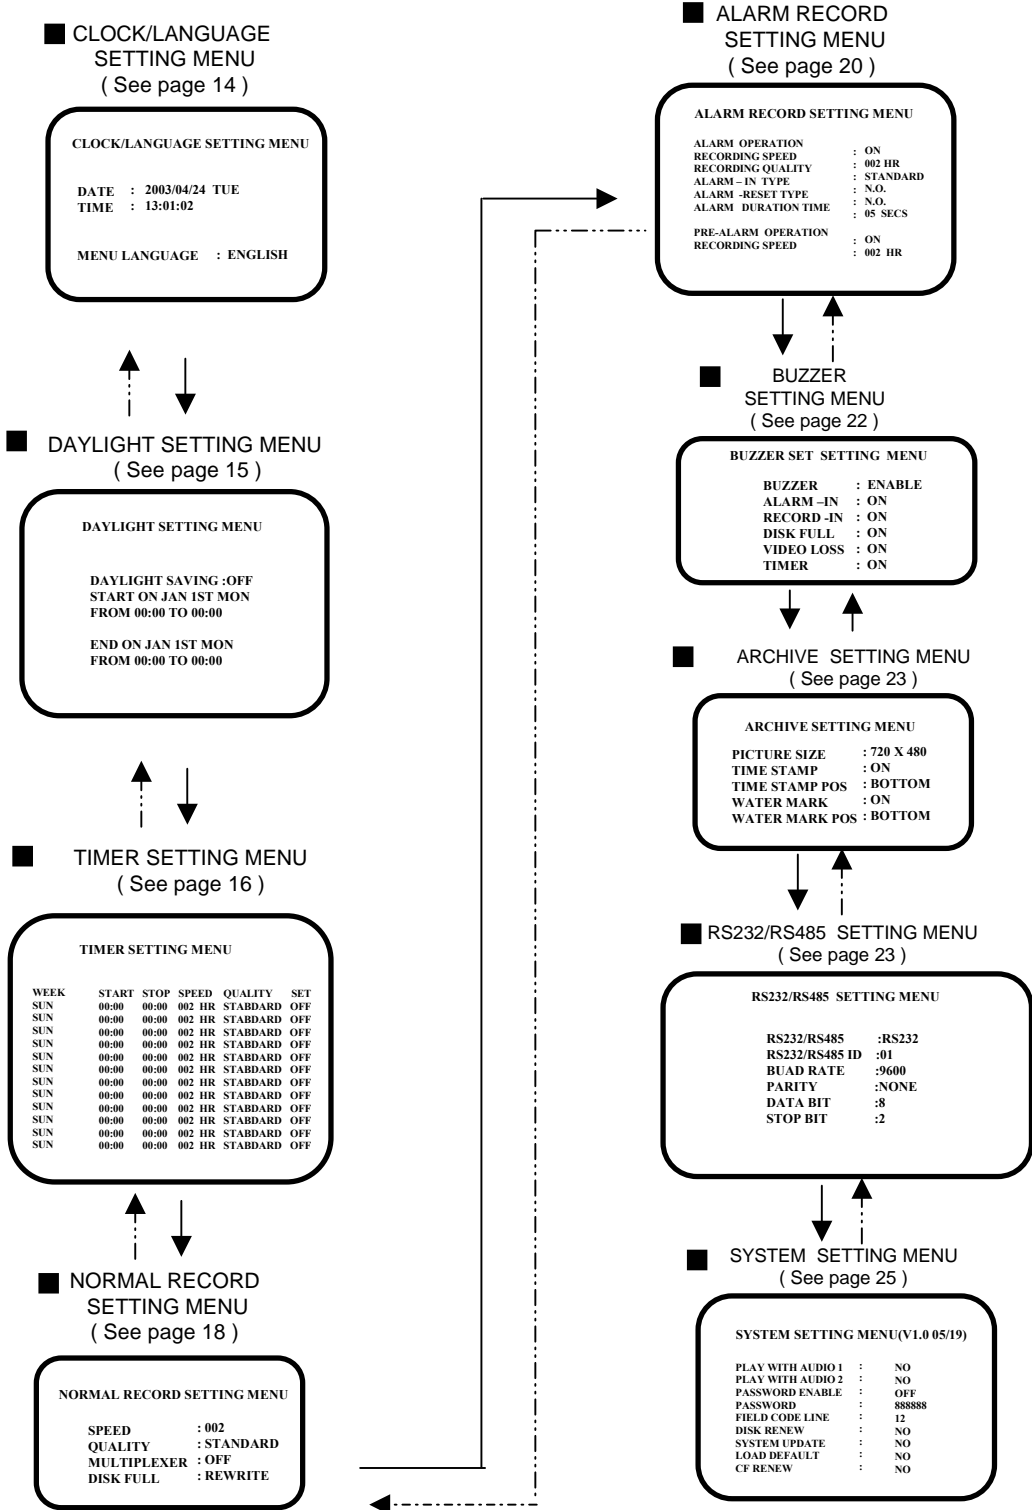 ■ CLOCK/LANGUAGE
SETTING MENU
( See page 14 )
CLOCK/LANGUAGE SETTING MENU
DATE : 2003/04/24 TUE
TIME : 13:01:02
MENU LANGUAGE : ENGLISH
■ DAYLIGHT SETTING MENU
( See page 15 )
DAYLIGHT SETTING MENU
DAYLIGHT SAVING :OFF
START ON JAN 1ST MON
FROM 00:00 TO 00:00
END ON JAN 1ST MON
FROM 00:00 TO 00:00
■ TIMER SETTING MENU
( See page 16 )
TIMER SETTING MENU
WEEK START STOP SPEED QUALITY SET
SUN 00:00 00:00 002 HR STABDARD OFF
SUN 00:00 00:00 002 HR STABDARD OFF
SUN 00:00 00:00 002 HR STABDARD OFF
SUN 00:00 00:00 002 HR STABDARD OFF
SUN 00:00 00:00 002 HR STABDARD OFF
SUN 00:00 00:00 002 HR STABDARD OFF
SUN 00:00 00:00 002 HR STABDARD OFF
SUN 00:00 00:00 002 HR STABDARD OFF
SUN 00:00 00:00 002 HR STABDARD OFF
SUN 00:00 00:00 002 HR STABDARD OFF
SUN 00:00 00:00 002 HR STABDARD OFF
SUN 00:00 00:00 002 HR STABDARD OFF
■ NORMAL RECORD
SETTING MENU
( See page 18 )
NORMAL RECORD SETTING MENU
SPEED : 002
QUALITY : STANDARD
MULTIPLEXER : OFF
DISK FULL : REWRITE
■ ALARM RECORD
SETTING MENU
( See page 20 )
ALARM RECORD SETTING MENU
ALARM OPERATION : ON
RECORDING SPEED : 002 HR
RECORDING QUALITY : STANDARD
ALARM – IN TYPE : N.O.
ALARM -RESET TYPE : N.O.
ALARM DURATION TIME : 05 SECS
PRE-ALARM OPERATION : ON
RECORDING SPEED : 002 HR
■ BUZZER
SETTING MENU
( See page 22 )
BUZZER SET SETTING MENU
BUZZER : ENABLE
ALARM –IN : ON
RECORD -IN : ON
DISK FULL : ON
VIDEO LOSS : ON
TIMER : ON
■ ARCHIVE SETTING MENU
( See page 23 )
ARCHIVE SETTING MENU
PICTURE SIZE : 720 X 480
TIME STAMP : ON
TIME STAMP POS : BOTTOM
WATER MARK : ON
WATER MARK POS : BOTTOM
■ RS232/RS485 SETTING MENU
( See page 23 )
RS232/RS485 SETTING MENU
RS232/RS485 :RS232
RS232/RS485 ID :01
BUAD RATE :9600
PARITY :NONE
DATA BIT :8
STOP BIT :2
■ SYSTEM SETTING MENU
( See page 25 )
SYSTEM SETTING MENU(V1.0 05/19)
PLAY WITH AUDIO 1 : NO
PLAY WITH AUDIO 2 : NO
PASSWORD ENABLE : OFF
PASSWORD : 888888
FIELD CODE LINE : 12
DISK RENEW : NO
SYSTEM UPDATE : NO
LOAD DEFAULT : NO
CF RENEW : NO